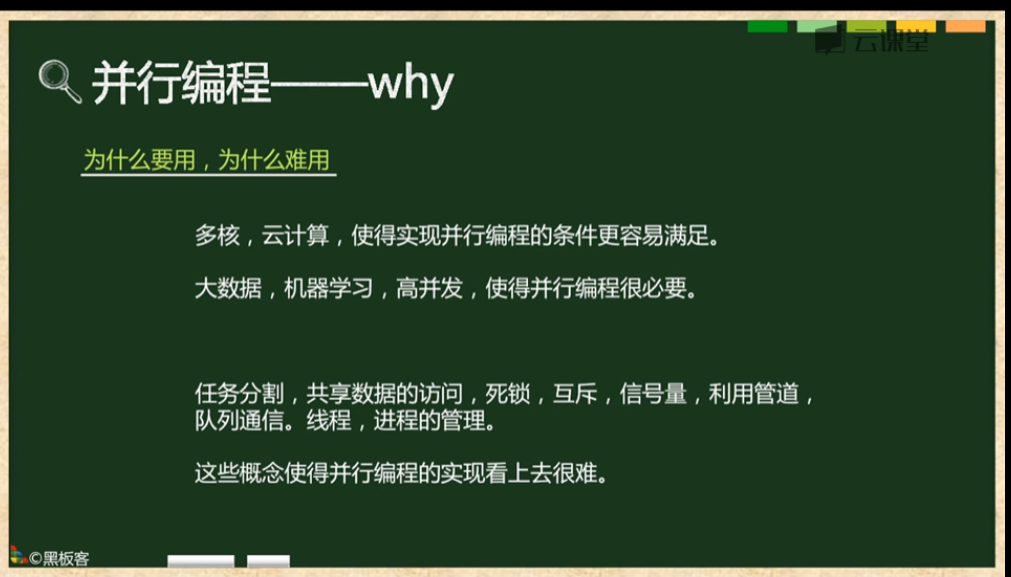 云课堂
并行编程——why
为什么要用，为什么难用
多核，云计算，使得实现并行编程的条件更容易满足。
大数据，机器学习，高并发，使得并行编程很必要。
任务分割，共享数据的访问，死锁，互斥，信号量，利用管道，
队列通信。线程，进程的管理。
这些概念使得并行编程的实现看上去很难。
©黑板客